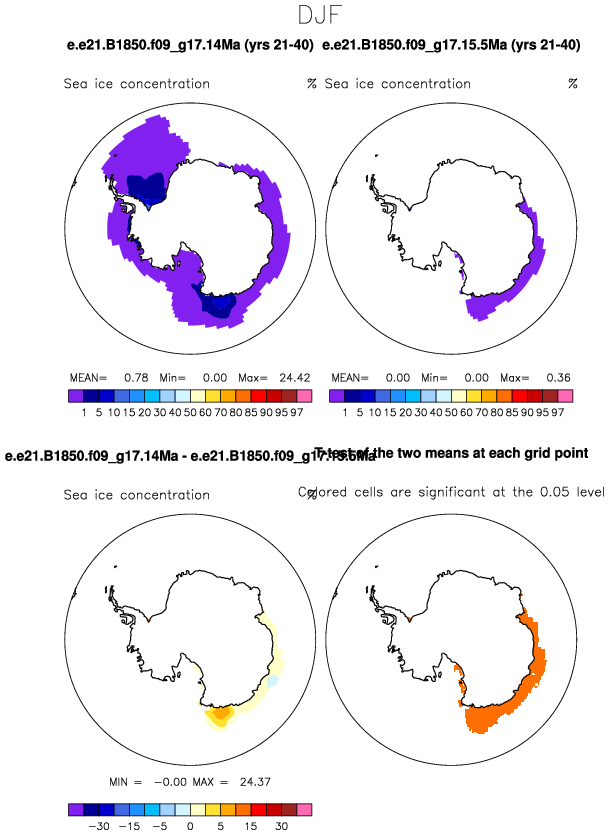 DJF
e.e21.B1850.f09_g17.14Ma (yrs 21-40) e.e21.B1850.f09_g17.15.5Ma (yrs 21-40)
Sea ice concentration % Sea ice concentration %
MEAN= 0.78 Min= 0.00 Max= 24.42 MEAN= 0.00 Min= 0.00 Max= 0.36
1 5 10 15 20 30 40 50 60 70 80 85 90 95 97 1 5 10 15 20 30 40 50 60 70 80 85 90 95 97
e.e21.B1850.f09_g17.14Ma - e.e21.B1850.f09_g17.15.5Ma T-test of the two means at each grid point
Sea ice concentration % Colored cells are significant at the 0.05 level
MIN = -0.00 MAX = 24.37
-30 -15 -5 0 5 15 30